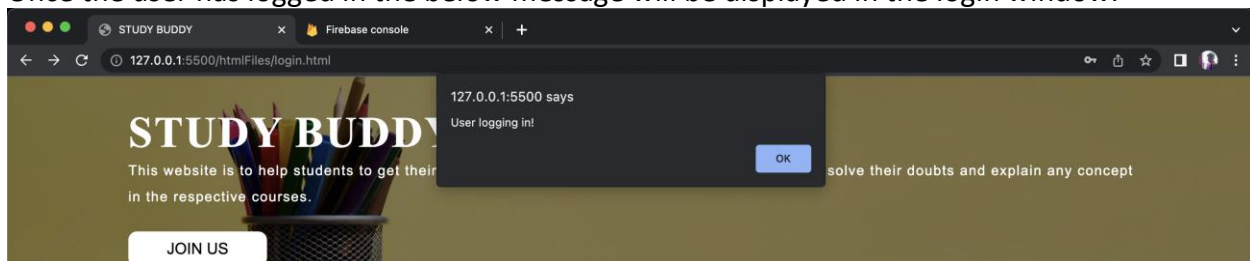 Once the user has logged in the below message will be displayed in the login window.
STUDY BUDDY
Firebase console
127.0.0.1:5500/htmlFiles/login.html
127.0.0.1:5500 says
User logging in!
OK
STUDY BUDDY
This website is to help students to get their
solve their doubts and explain any concept
in the respective courses.
JOIN US